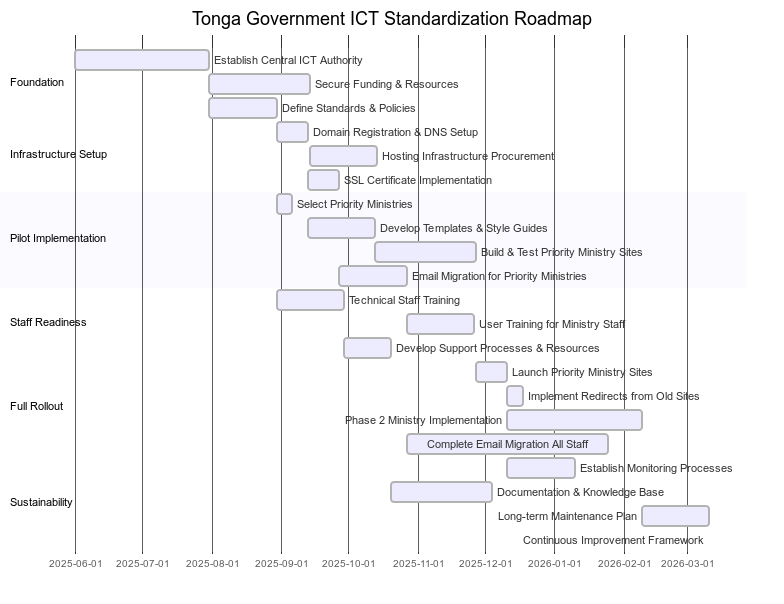 Tonga Government ICT Standardization Roadmap
Foundation
Establish Central ICT Authority
Secure Funding & Resources
Define Standards & Policies
Infrastructure Setup
Domain Registration & DNS Setup
Hosting Infrastructure Procurement
SSL Certificate Implementation
Pilot Implementation
Select Priority Ministries
Develop Templates & Style Guides
Build & Test Priority Ministry Sites
Email Migration for Priority Ministries
Staff Readiness
Technical Staff Training
User Training for Ministry Staff
Develop Support Processes & Resources
Full Rollout
Launch Priority Ministry Sites
Implement Redirects from Old Sites
Phase 2 Ministry Implementation
Complete Email Migration All Staff
Sustainability
Establish Monitoring Processes
Documentation & Knowledge Base
Long-term Maintenance Plan
Continuous Improvement Framework
2025-06-01
2025-07-01
2025-08-01
2025-09-01
2025-10-01
2025-11-01
2025-12-01
2026-01-01
2026-02-01
2026-03-01